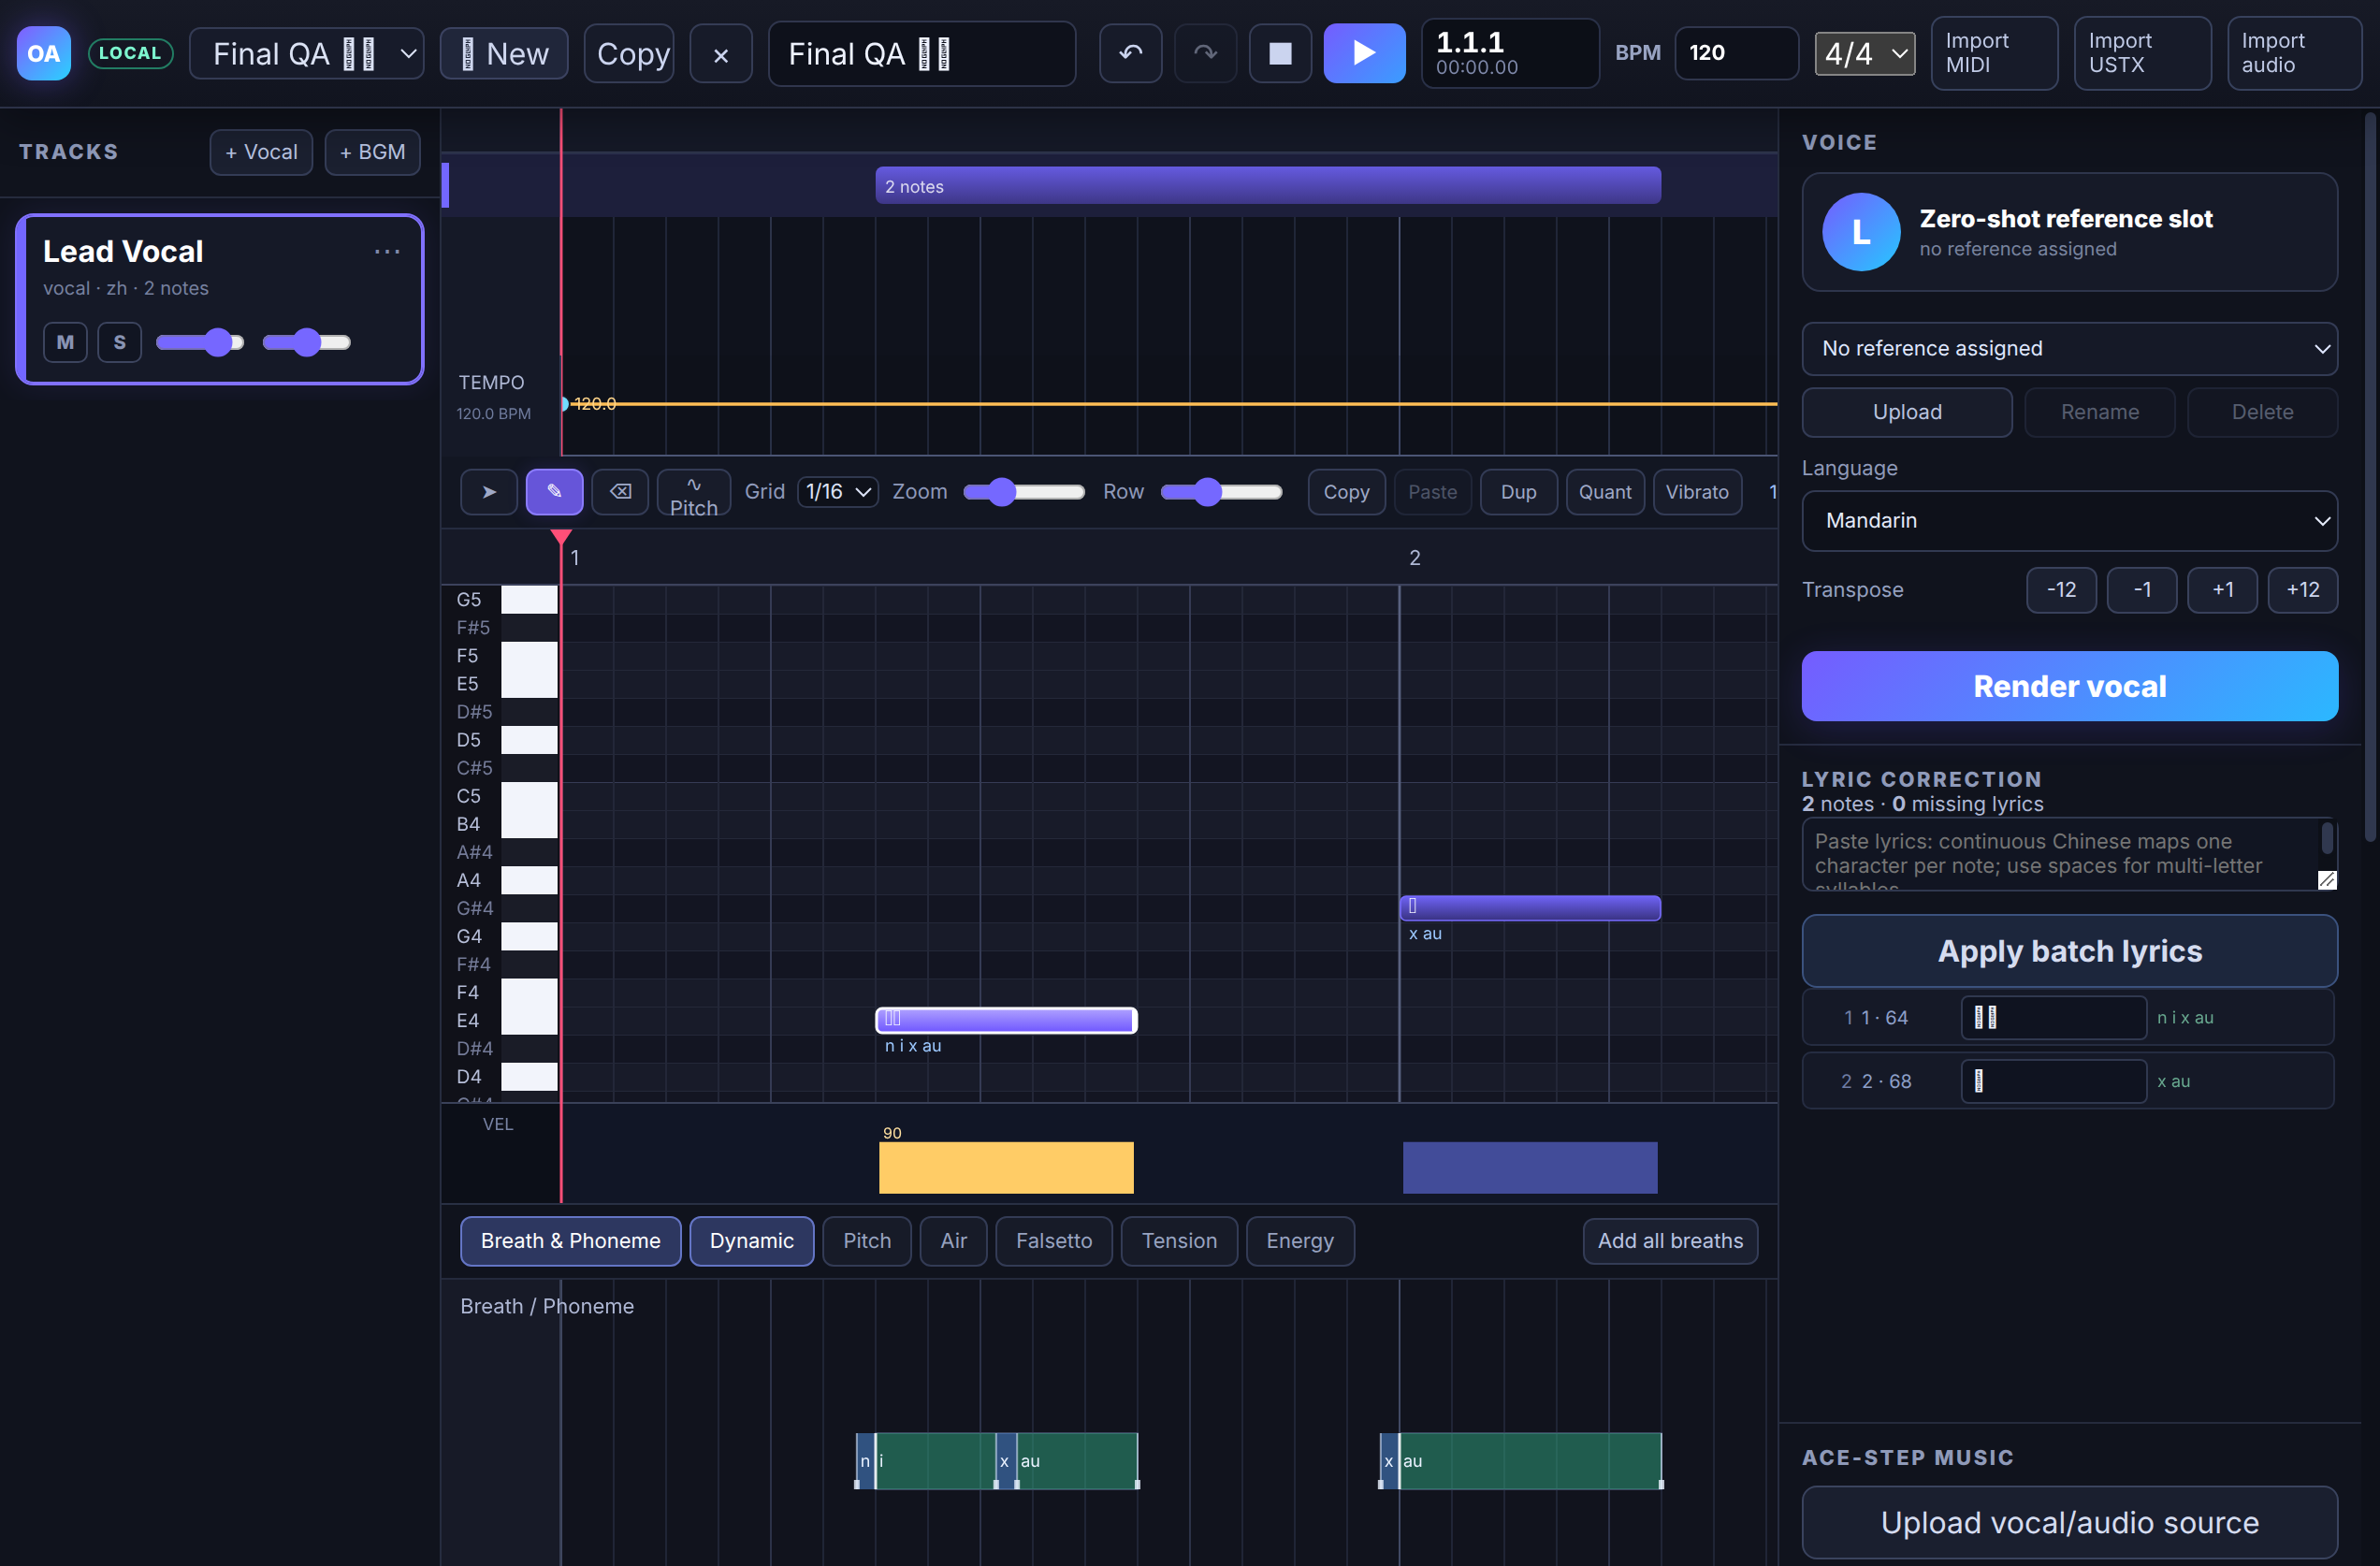 OA
LOCAL
Final QA
New
Copy
×
Final QA
1.1.1
00:00.00
BPM
120
4/4
Import
MIDI
Import
USTX
Import
audio
TRACKS
+ Vocal
+ BGM
Lead Vocal
vocal · zh · 2 notes
M
S
2 notes
TEMPO
120.0 BPM
120.0
∿
Pitch
Grid
1/16
Zoom
Row
Copy
Paste
Dup
Quant
Vibrato
1
1
2
G5
F#5
F5
E5
D#5
D5
C#5
C5
B4
A#4
A4
G#4
G4
F#4
F4
E4
D#4
D4
C#4
x au
n i x au
VEL
90
Breath & Phoneme
Dynamic
Pitch
Air
Falsetto
Tension
Energy
Add all breaths
Breath / Phoneme
n
i
x
au
x
au
VOICE
L
Zero-shot reference slot
no reference assigned
No reference assigned
Upload
Rename
Delete
Language
Mandarin
Transpose
-12
-1
+1
+12
Render vocal
LYRIC CORRECTION
2 notes · 0 missing lyrics
Paste lyrics: continuous Chinese maps one
character per note; use spaces for multi-letter
syllables
Apply batch lyrics
1 1 · 64
n i x au
2 2 · 68
x au
ACE-STEP MUSIC
Upload vocal/audio source